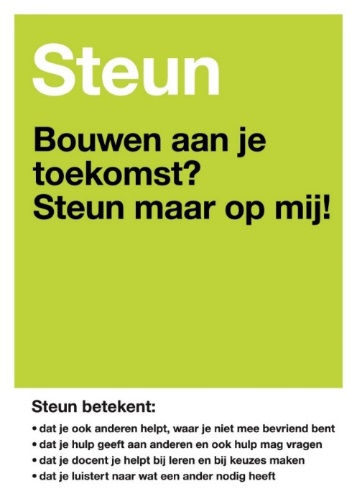 Steun
Bouwen aan je
toekomst?
Steun maar op mij!
Steun betekent:
• dat je ook anderen helpt, waar je niet mee bevriend bent
• dat je hulp geeft aan anderen en ook hulp mag vragen
• dat je docent je helpt bij leren en bij keuzes maken
• dat je luistert naar wat een ander nodig heeft